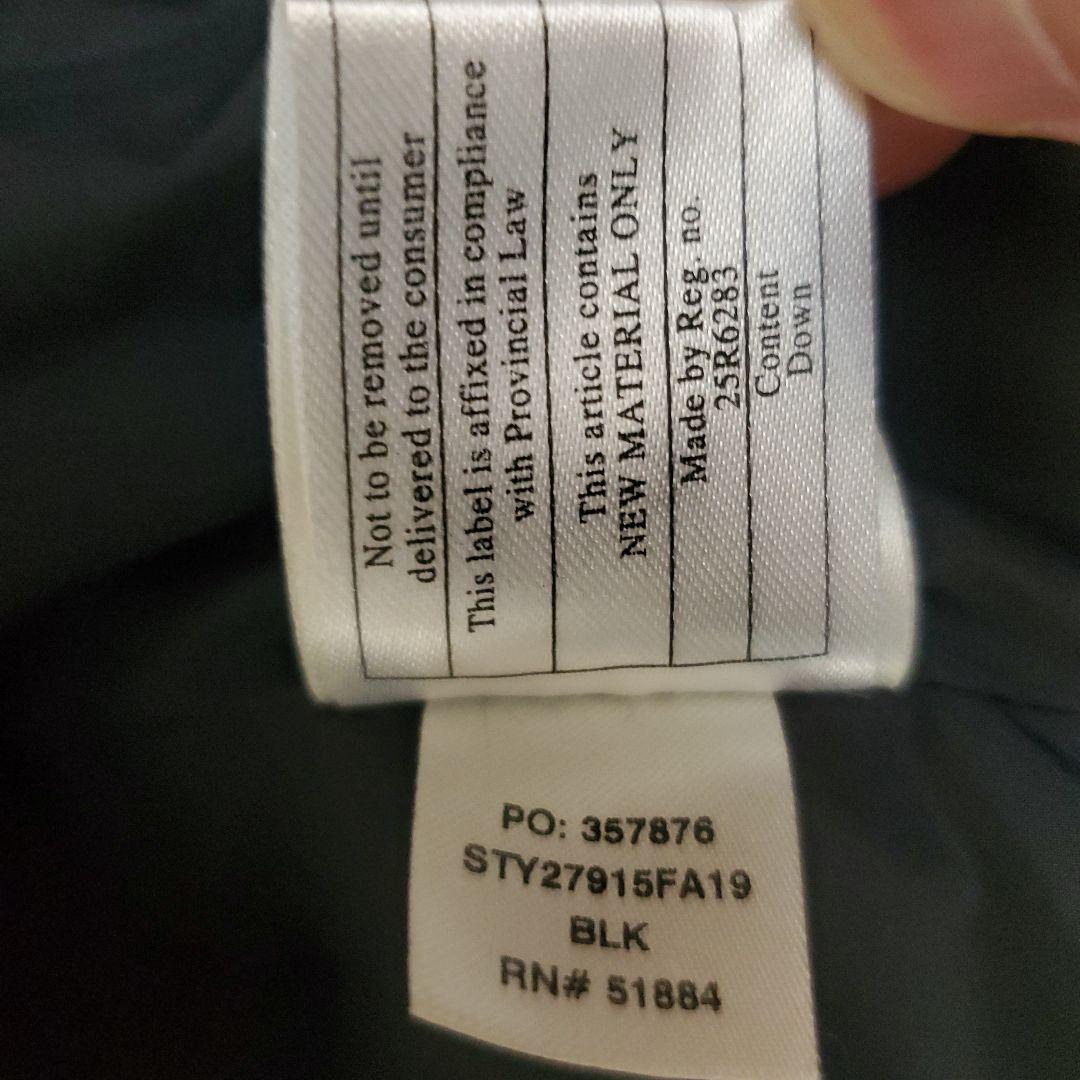 Not to be removed until
delivered to the consumer
This label is affixed in compliance
with Provincial Law
This article contains
NEW MATERIAL ONLY
Made by Reg. no.
25R6283
Content
Down
PO: 357876
STY27915FA19
BLK
RN# 51884